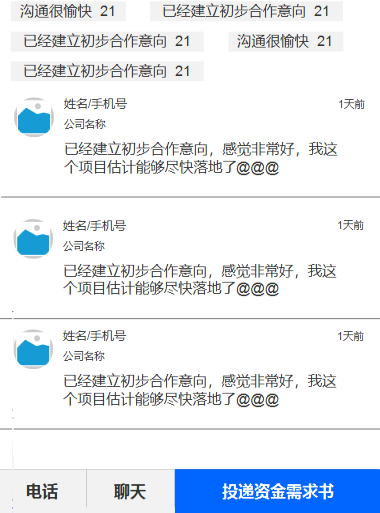 沟通很愉快 21 已经建立初步合作意向 21
已经建立初步合作意向 21 沟通很愉快 21
已经建立初步合作意向 21
姓名/手机号 1天前
公司名称
已经建立初步合作意向，感觉非常好，我这
个项目估计能够尽快落地了@@@
姓名/手机号 1天前
公司名称
已经建立初步合作意向，感觉非常好，我这
个项目估计能够尽快落地了@@@
姓名/手机号 1天前
公司名称
已经建立初步合作意向，感觉非常好，我这
个项目估计能够尽快落地了@@@
电话 聊天 投递资金需求书